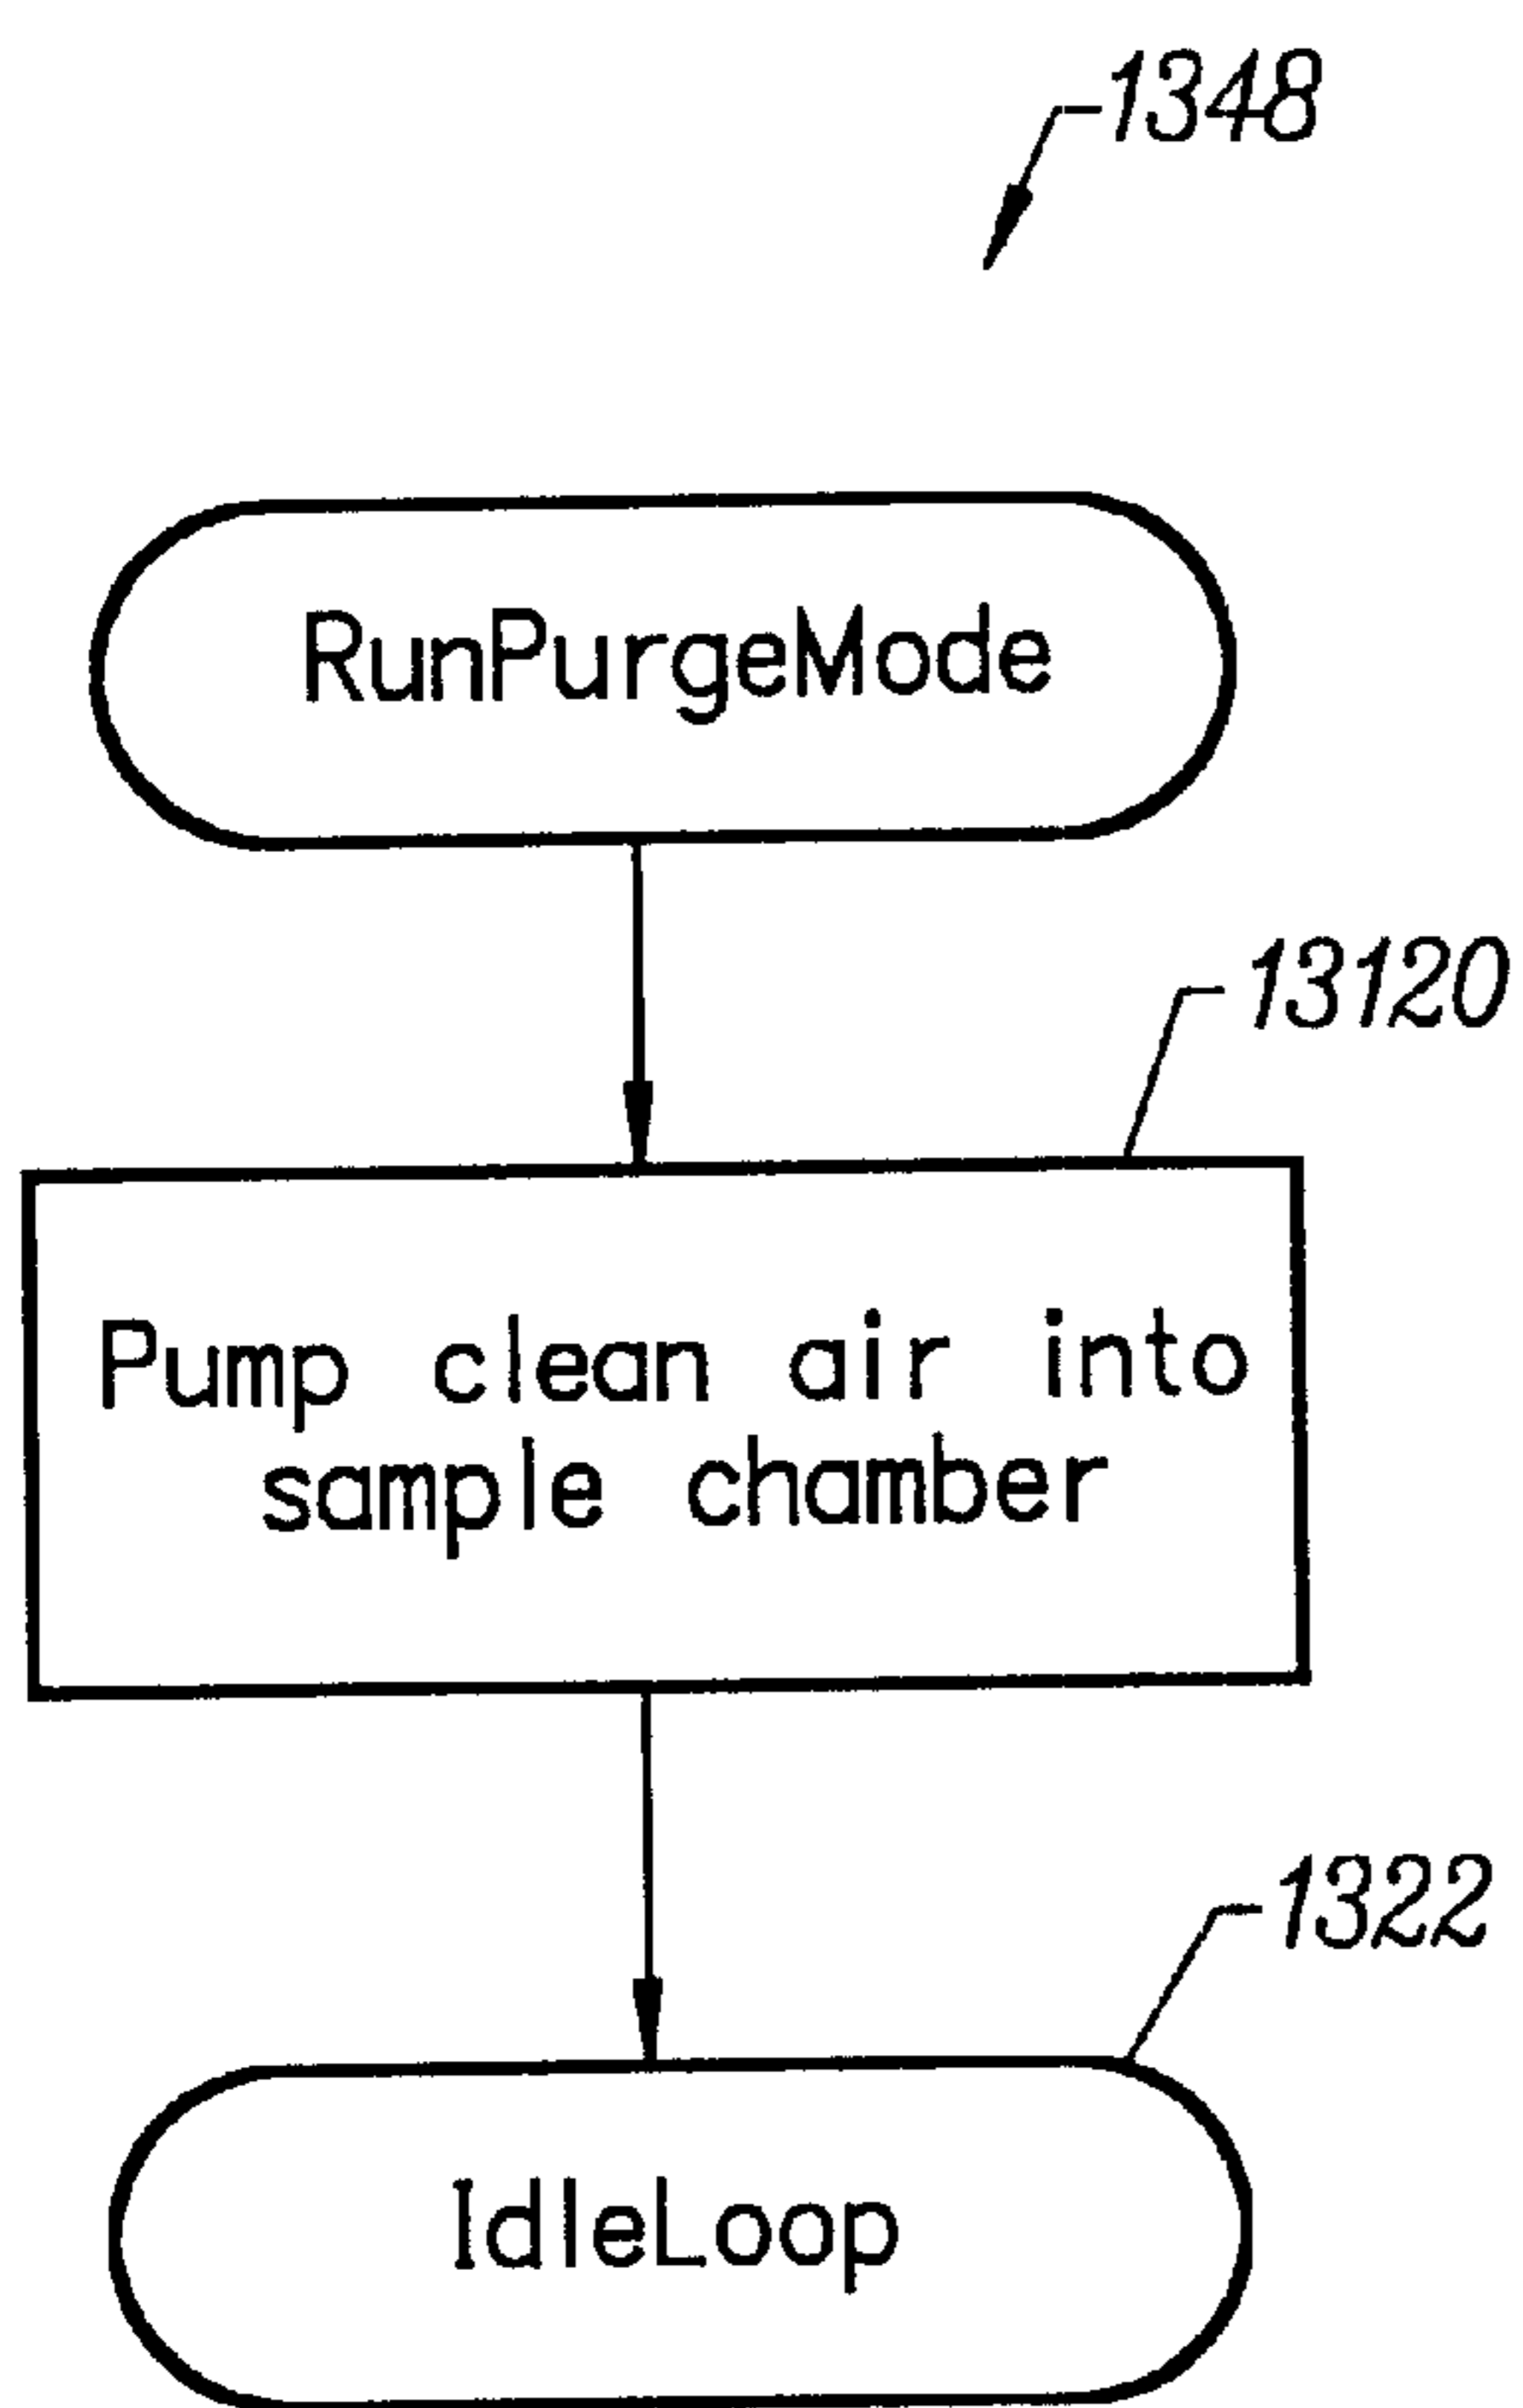 1348
RunPurgeMode
13120
Pump clean air into
sample chamber
1322
IdleLoop